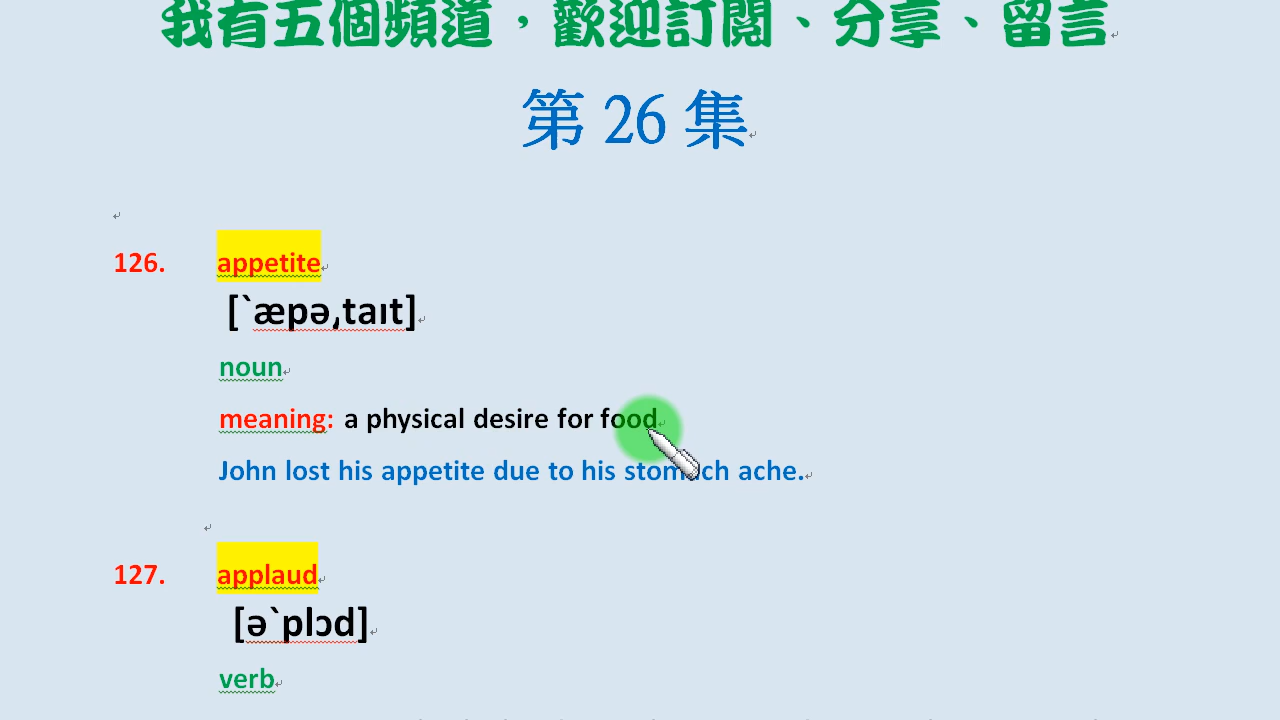 我有五個頻道，歡迎訂閱、分享、留言
第 26 集
126. appetite
[ˋæpə͵taɪt]
noun
meaning: a physical desire for food
John lost his appetite due to his stomach ache.
127. applaud
[əˋplɔd]
verb